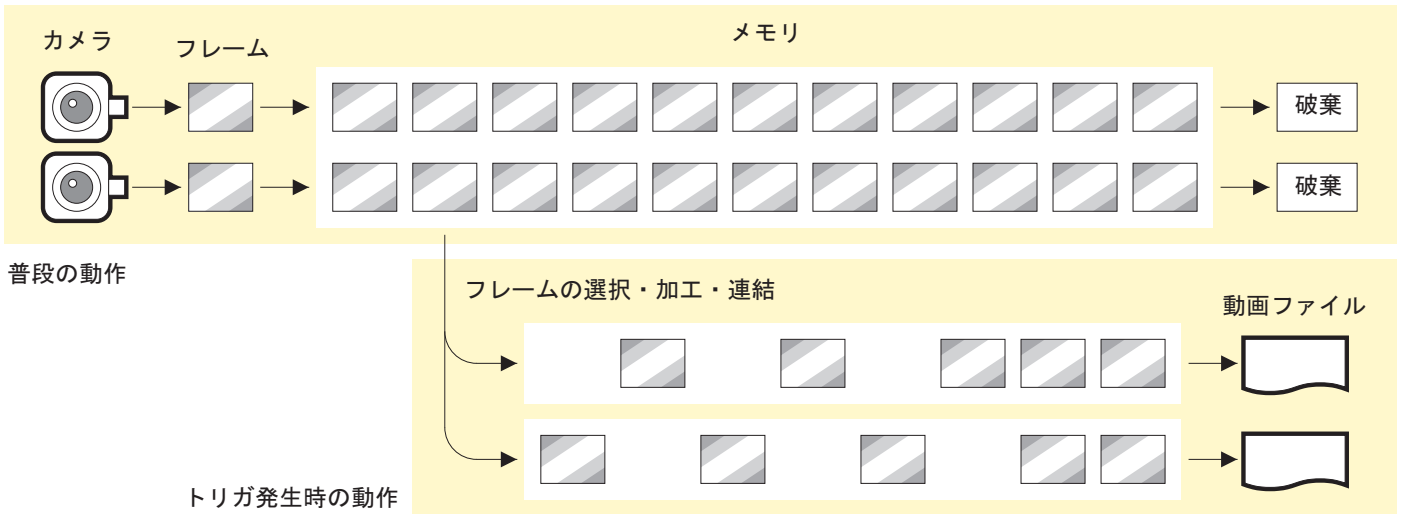 カメラ
フレーム
メモリ
破棄
破棄
普段の動作
フレームの選択・加工・連結
動画ファイル
トリガ発生時の動作